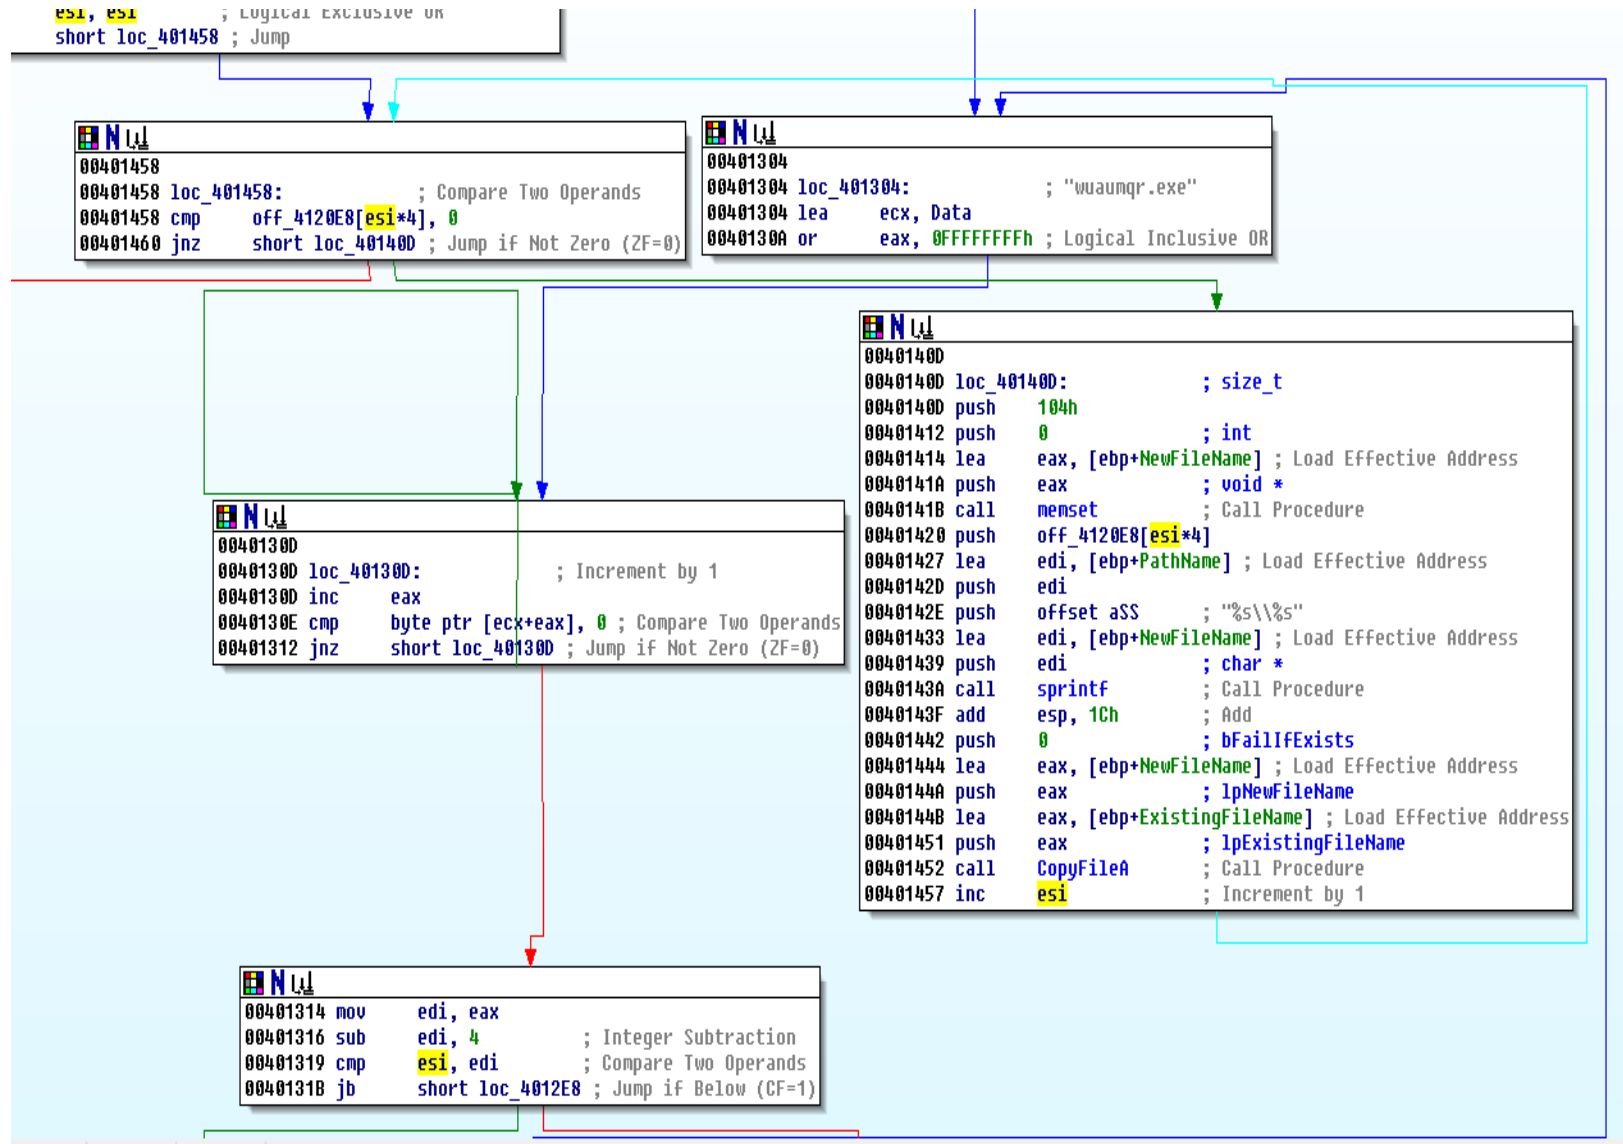 esi, esi ; Logical Exclusive OR
short loc_401458 ; Jump
00401458
00401458 loc_401458: ; Compare Two Operands
00401458 cmp off_4120E8[esi*4], 0
00401460 jnz short loc_40140D ; Jump if Not Zero (ZF=0)
00401304
00401304 loc_401304: ; "wuaumqr.exe"
00401304 lea ecx, Data
0040130A or eax, 0FFFFFFFFh ; Logical Inclusive OR
0040140D
0040140D loc_40140D: ; size_t
0040140D push 104h
00401412 push 0 ; int
00401414 lea eax, [ebp+NewFileName] ; Load Effective Address
0040141A push eax ; void *
0040141B call memset ; Call Procedure
00401420 push off_4120E8[esi*4]
00401427 lea edi, [ebp+PathName] ; Load Effective Address
0040142D push edi
0040142E push offset aSS ; "%s\\%s"
00401433 lea edi, [ebp+NewFileName] ; Load Effective Address
00401439 push edi ; char *
0040143A call sprintf ; Call Procedure
0040143F add esp, 1Ch ; Add
00401442 push 0 ; bFailIfExists
00401444 lea eax, [ebp+NewFileName] ; Load Effective Address
0040144A push eax ; lpNewFileName
0040144B lea eax, [ebp+ExistingFileName] ; Load Effective Address
00401451 push eax ; lpExistingFileName
00401452 call CopyFileA ; Call Procedure
00401457 inc esi ; Increment by 1
0040130D
0040130D loc_40130D: ; Increment by 1
0040130D inc eax
0040130E cmp byte ptr [ecx+eax], 0 ; Compare Two Operands
00401312 jnz short loc_40130D ; Jump if Not Zero (ZF=0)
00401314 mov edi, eax
00401316 sub edi, 4 ; Integer Subtraction
00401319 cmp esi, edi ; Compare Two Operands
0040131B jb short loc_4012E8 ; Jump if Below (CF=1)